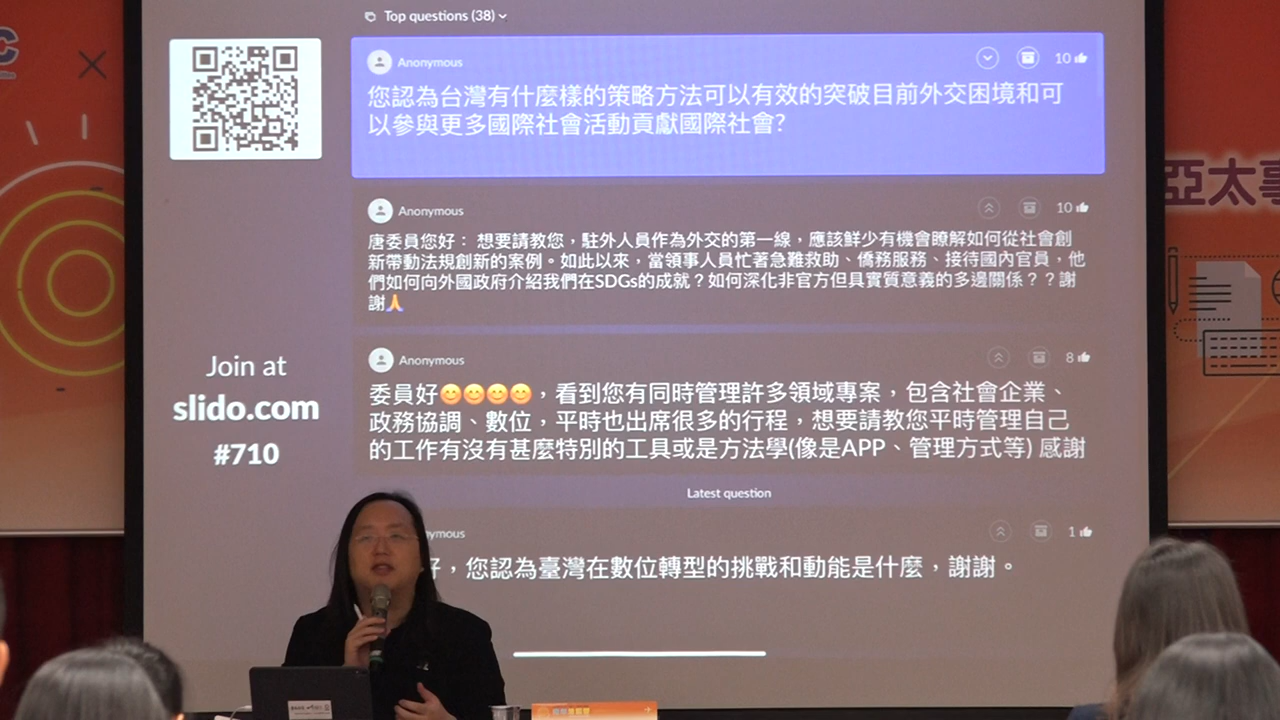 Top questions (38)
Anonymous
10
您認為台灣有什麼樣的策略方法可以有效的突破目前外交困境和可
以參與更多國際社會活動貢獻國際社會?
Anonymous
10
唐委員您好： 想要請教您，駐外人員作為外交的第一線，應該鮮少有機會瞭解如何從社會創
新帶動法規創新的案例。如此以來，當領事人員忙著急難救助、僑務服務、接待國內官員，他
們如何向外國政府介紹我們在SDGs的成就？如何深化非官方但具實質意義的多邊關係？？謝
謝🙏
Anonymous
8
委員好😊😊😊😊，看到您有同時管理許多領域專案，包含社會企業、
政務協調、數位，平時也出席很多的行程，想要請教您平時管理自己
的工作有沒有甚麼特別的工具或是方法學(像是APP、管理方式等) 感謝
Latest question
ymous
1
好，您認為臺灣在數位轉型的挑戰和動能是什麼，謝謝。
Join at
slido.com
#710
亞太事